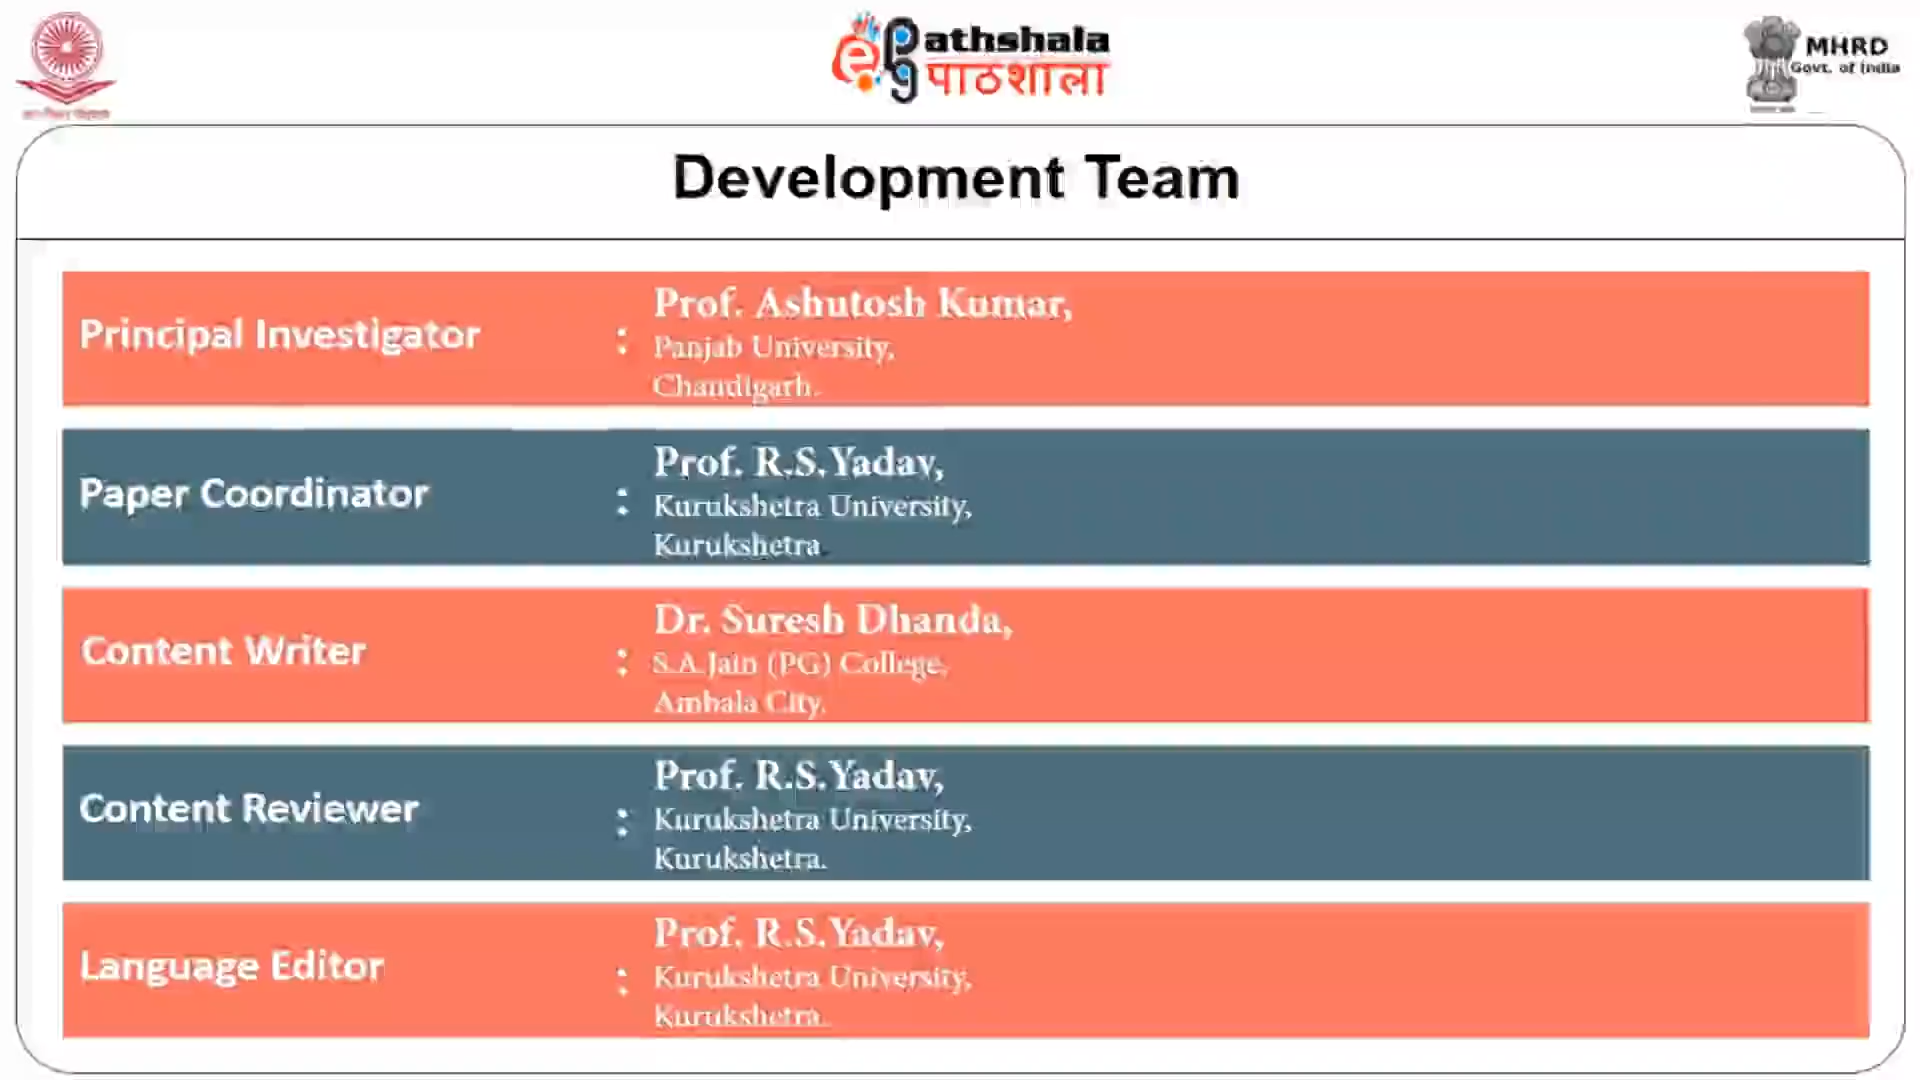 ePG Pathshala
पाठशाला
MHRD
Govt. of India
Development Team
Principal Investigator : Prof. Ashutosh Kumar,
Panjab University,
Chandigarh.
Paper Coordinator : Prof. R.S.Yadav,
Kurukshetra University,
Kurukshetra.
Content Writer : Dr. Suresh Dhanda,
S.A.Jain (PG) College,
Ambala City.
Content Reviewer : Prof. R.S.Yadav,
Kurukshetra University,
Kurukshetra.
Language Editor : Prof. R.S.Yadav,
Kurukshetra University,
Kurukshetra.